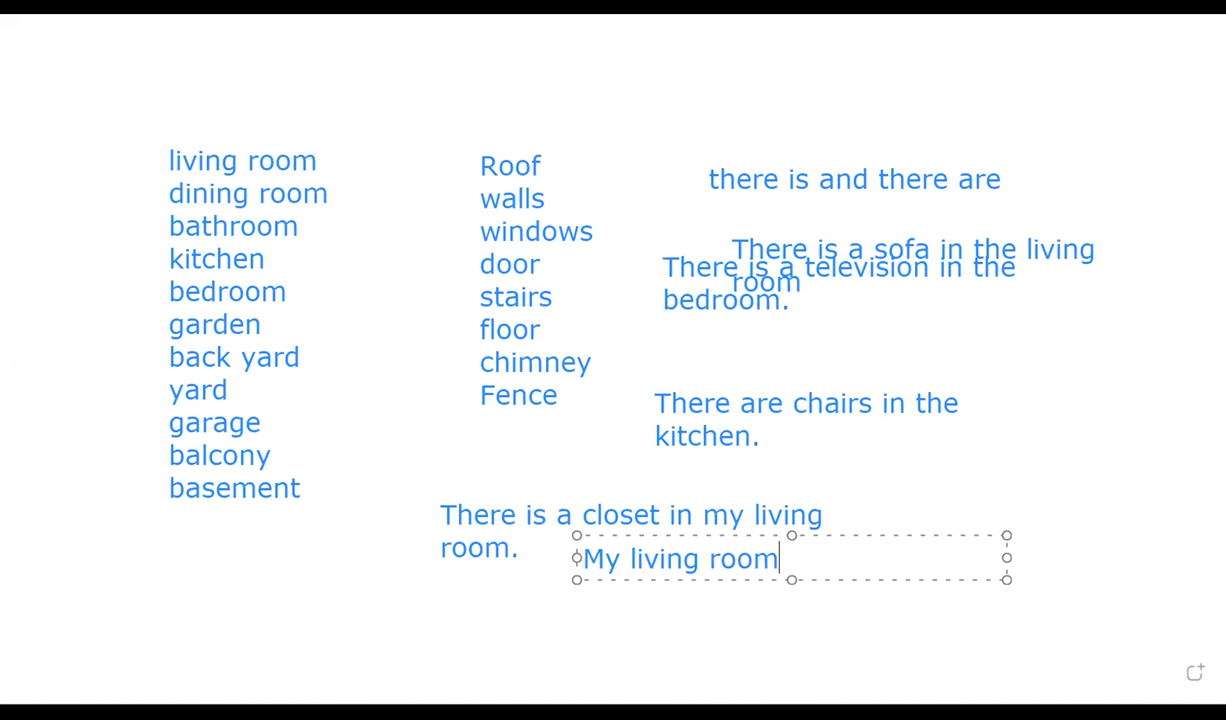 living room
dining room
bathroom
kitchen
bedroom
garden
back yard
yard
garage
balcony
basement
Roof
walls
windows
door
stairs
floor
chimney
Fence
there is and there are
There is a sofa in the living
room
There is a television in the
bedroom.
There are chairs in the
kitchen.
There is a closet in my living
room.
My living room